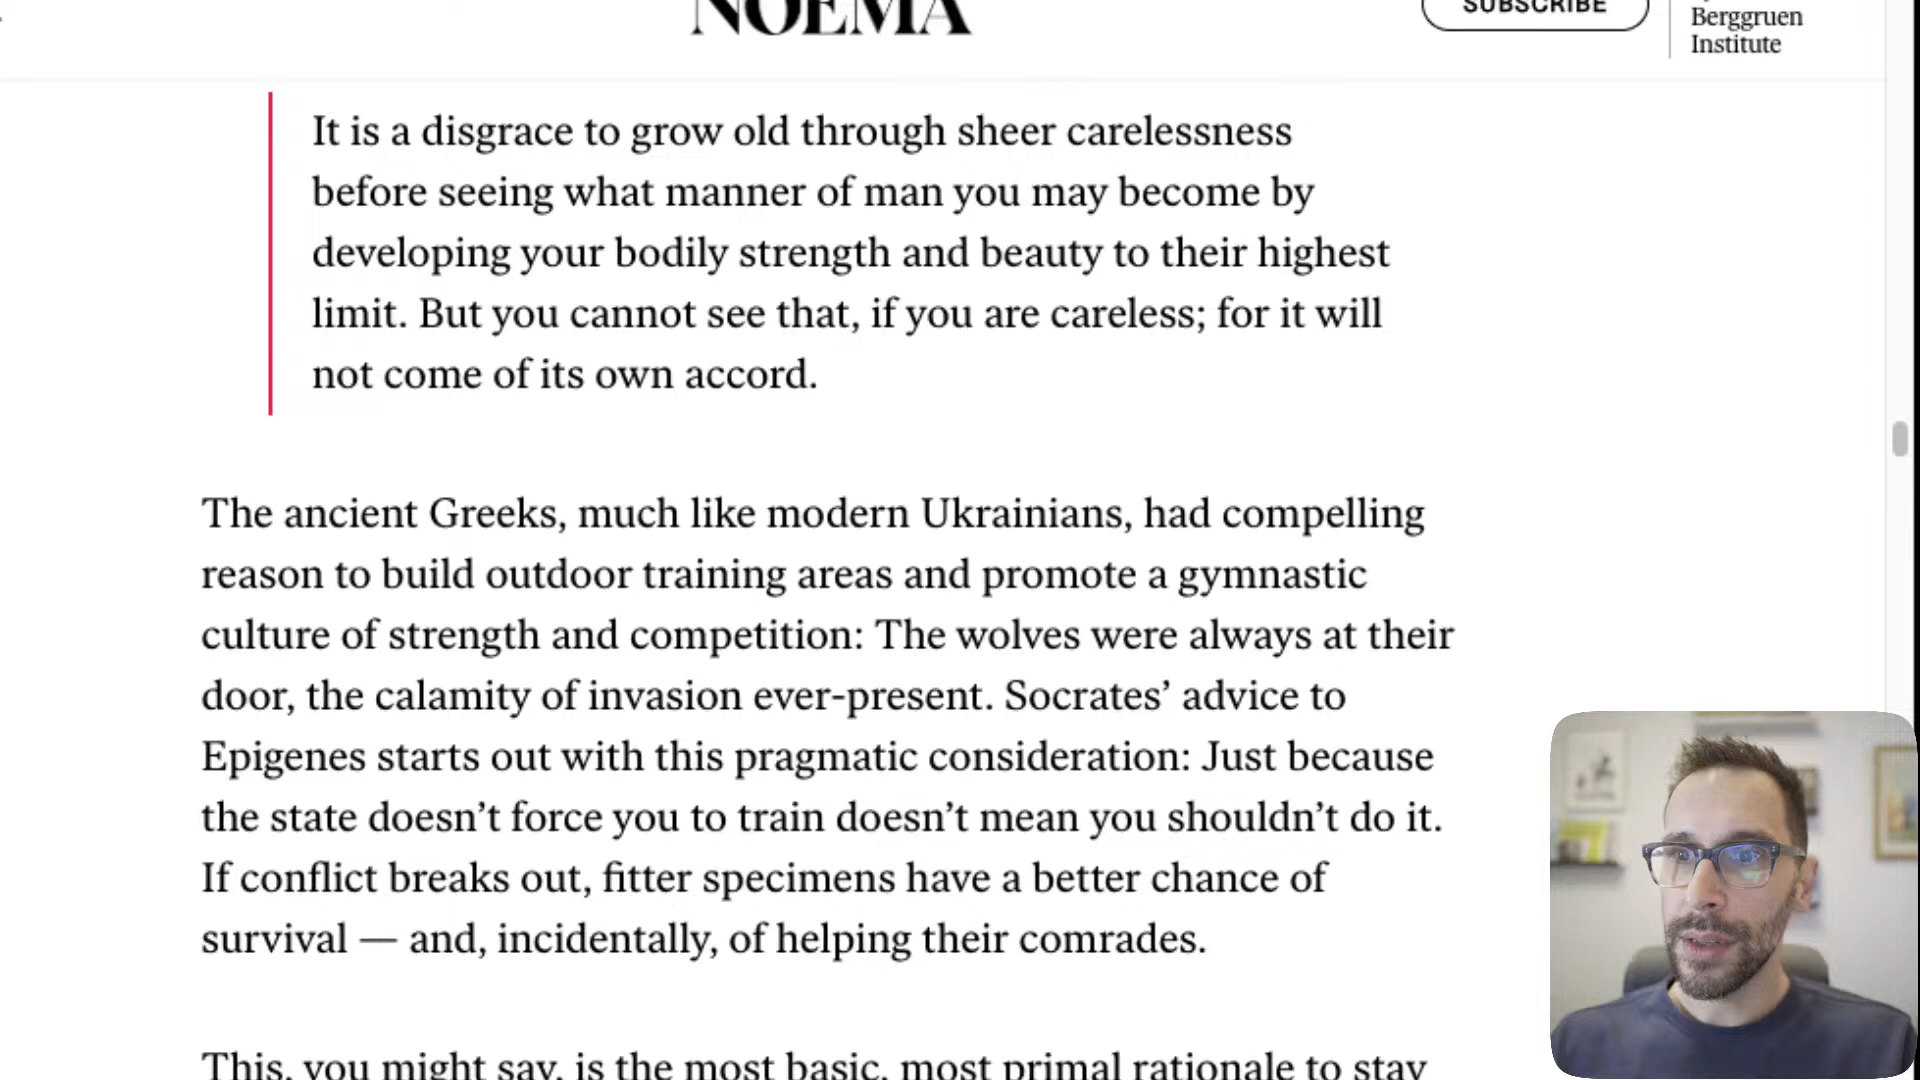 NOEMA
SUBSCRIBE
Berggruen
Institute
It is a disgrace to grow old through sheer carelessness
before seeing what manner of man you may become by
developing your bodily strength and beauty to their highest
limit. But you cannot see that, if you are careless; for it will
not come of its own accord.
The ancient Greeks, much like modern Ukrainians, had compelling
reason to build outdoor training areas and promote a gymnastic
culture of strength and competition: The wolves were always at their
door, the calamity of invasion ever-present. Socrates’ advice to
Epigenes starts out with this pragmatic consideration: Just because
the state doesn’t force you to train doesn’t mean you shouldn’t do it.
If conflict breaks out, fitter specimens have a better chance of
survival — and, incidentally, of helping their comrades.
This, you might say, is the most basic, most primal rationale to stay